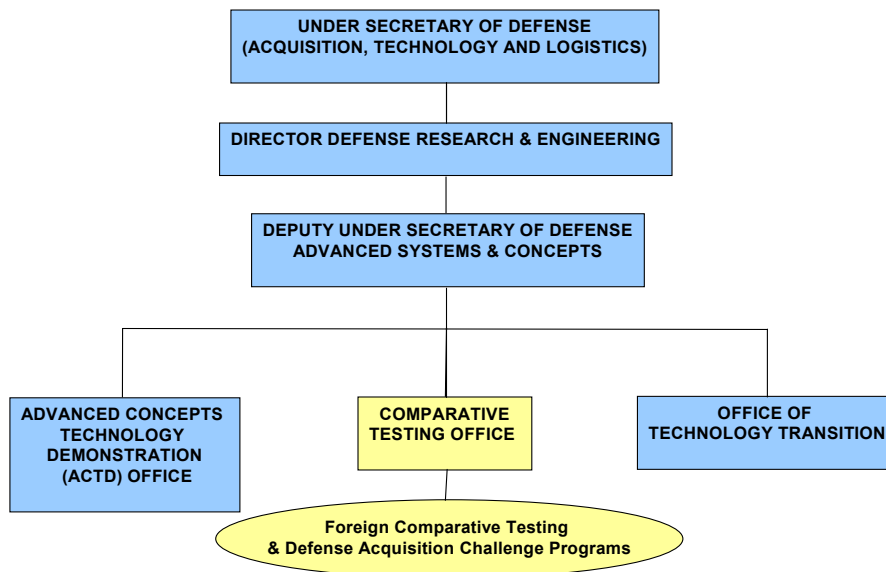 UNDER SECRETARY OF DEFENSE
(ACQUISITION, TECHNOLOGY AND LOGISTICS)
DIRECTOR DEFENSE RESEARCH & ENGINEERING
DEPUTY UNDER SECRETARY OF DEFENSE
ADVANCED SYSTEMS & CONCEPTS
ADVANCED CONCEPTS
TECHNOLOGY
DEMONSTRATION
(ACTD) OFFICE
COMPARATIVE
TESTING OFFICE
OFFICE OF
TECHNOLOGY TRANSITION
Foreign Comparative Testing
& Defense Acquisition Challenge Programs